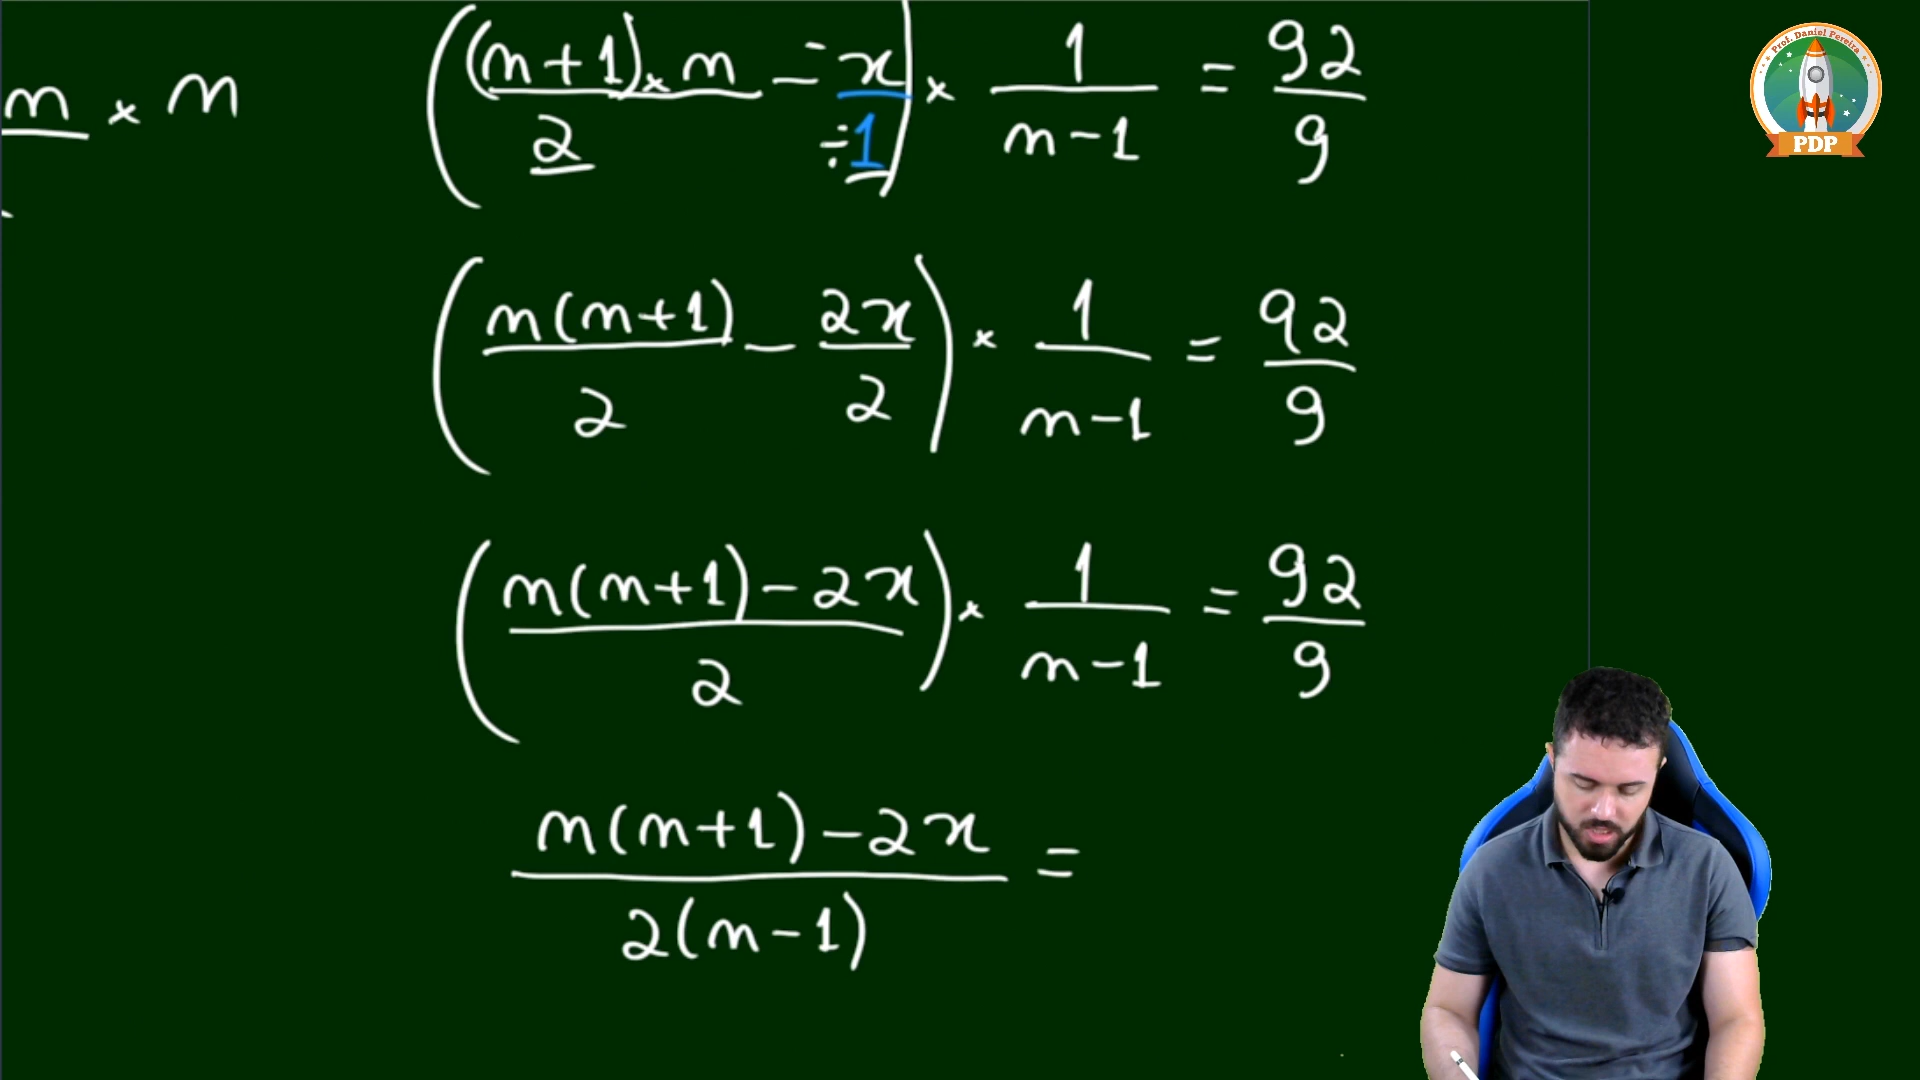 m × m
((m+1) × m / 2 − x / 1) × 1 / m−1 = 92 / 9
÷
(m(m+1) / 2 − 2x / 2) × 1 / m−1 = 92 / 9
(m(m+1) − 2x / 2) × 1 / m−1 = 92 / 9
m(m+1) − 2x / 2(m−1) =
Prof. Daniel Pereira
PDP